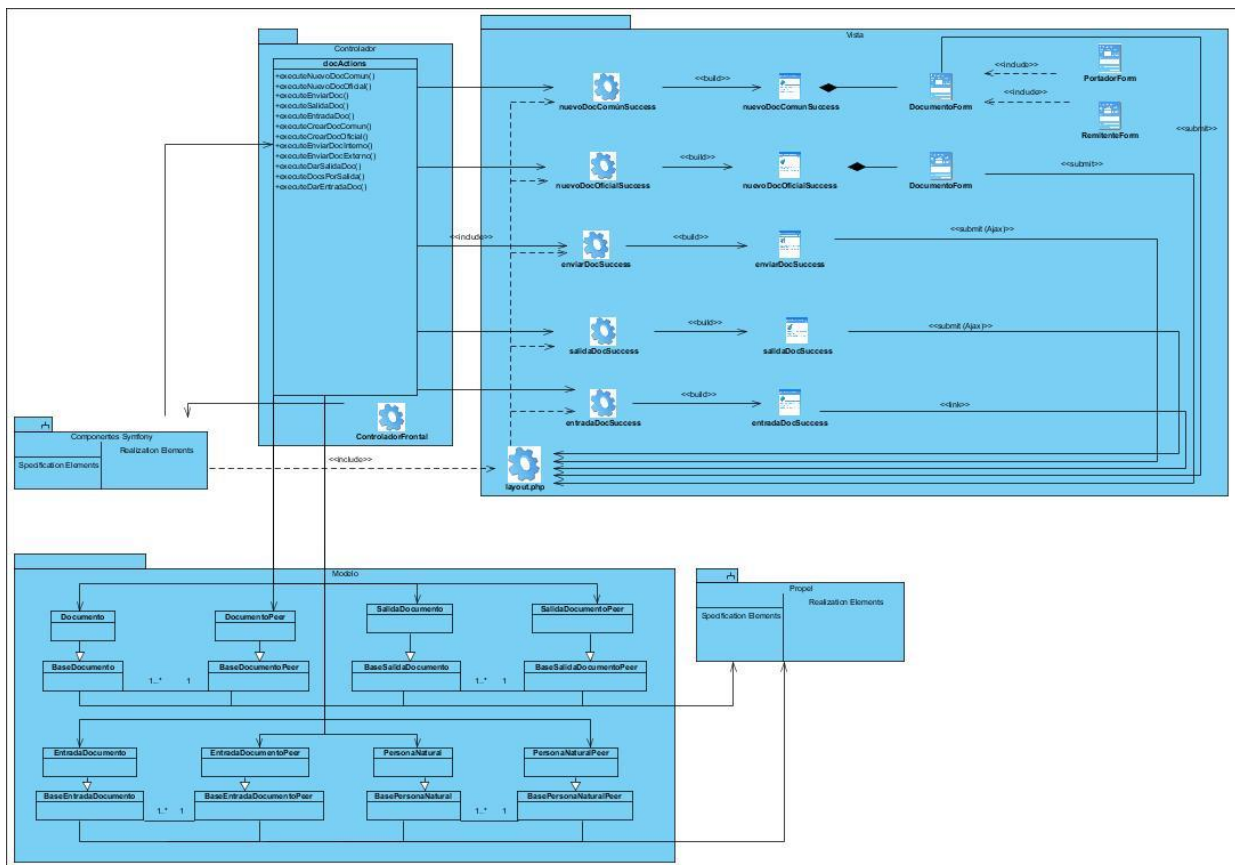 Controlador
docActions
+executeNuevoDocComun()
+executeNuevoDocOficial()
+executeEnviarDoc()
+executeSalidaDoc()
+executeEntradaDoc()
+executeCrearDocComun()
+executeCrearDocOficial()
+executeEnviarDocInterno()
+executeEnviarDocExterno()
+executeDarSalidaDoc()
+executeDocsPorSalida()
+executeDarEntradaDoc()
ControladorFrontal
Vista
nuevoDocComúnSuccess
<<build>>
nuevoDocComunSuccess
DocumentoForm
<<include>>
PortadorForm
<<include>>
RemitenteForm
<<submit>>
nuevoDocOficialSuccess
<<build>>
nuevoDocOficialSuccess
DocumentoForm
<<submit>>
<<include>>
enviarDocSuccess
<<build>>
enviarDocSuccess
<<submit (Ajax)>>
salidaDocSuccess
<<build>>
salidaDocSuccess
<<submit (Ajax)>>
entradaDocSuccess
<<build>>
entradaDocSuccess
<<link>>
layout.php
Componertes Symfony
Realization Elements
Specification Elements
<<include>>
Modelo
Documento
DocumentoPeer
SalidaDocumento
SalidaDocumentoPeer
BaseDocumento
1..*
1
BaseDocumentoPeer
BaseSalidaDocumento
1..*
1
BaseSalidaDocumentoPeer
EntradaDocumento
EntradaDocumentoPeer
PersonaNatural
PersonaNaturalPeer
BaseEntradaDocumento
1..*
1
BaseEntradaDocumentoPeer
BasePersonaNatural
1..*
1
BasePersonaNaturalPeer
Propel
Realization Elements
Specification Elements